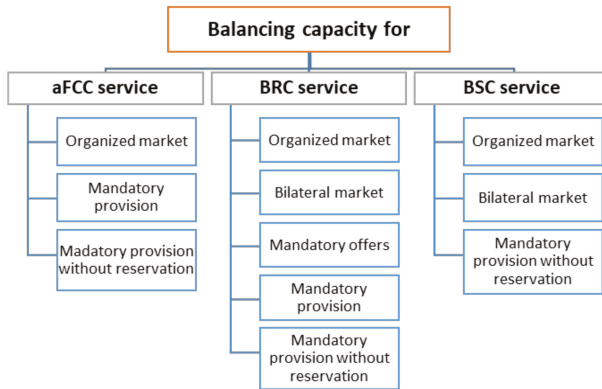 Balancing capacity for
aFCC service
Organized market
Mandatory
provision
Madatory provision
without reservation
BRC service
Organized market
Bilateral market
Mandatory offers
Mandatory
provision
Mandatory
provision without
reservation
BSC service
Organized market
Bilateral market
Mandatory
provision without
reservation